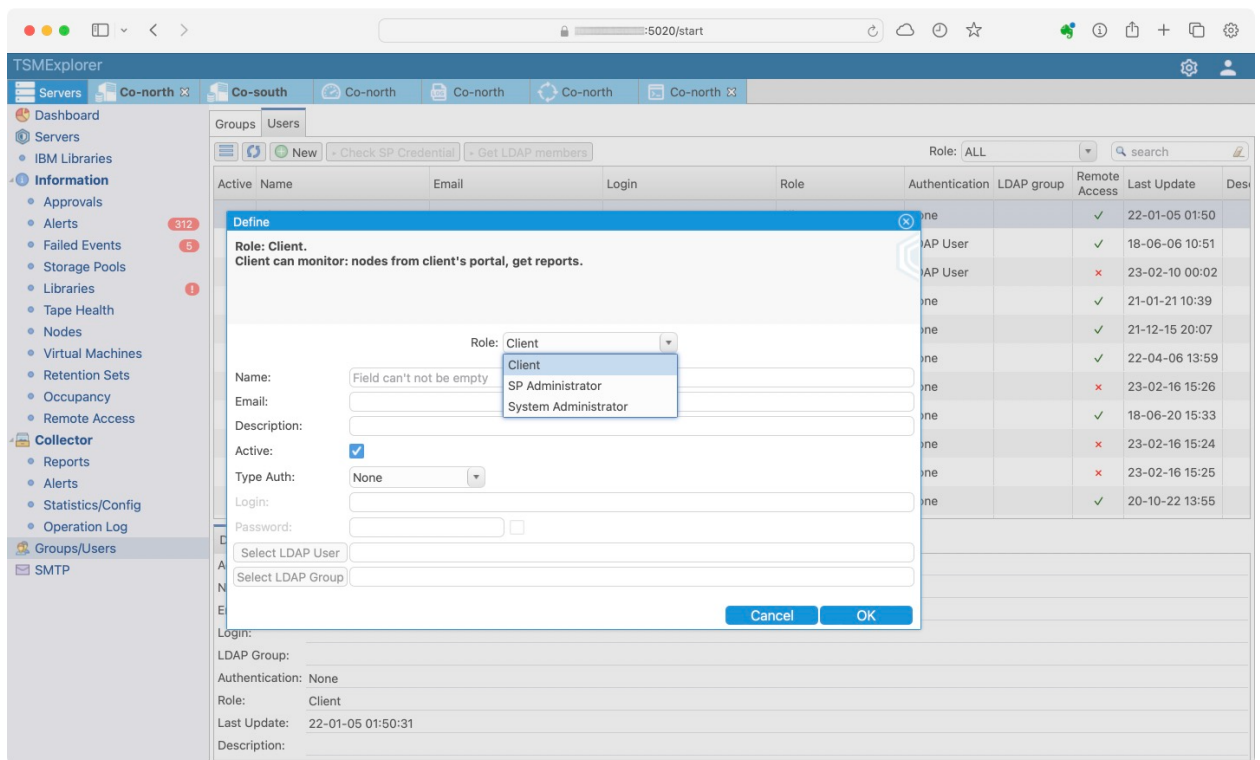 :5020/start
TSMExplorer
Servers Co-north Co-south Co-north Co-north Co-north Co-north
Dashboard
Servers
IBM Libraries
Information
Approvals
Alerts 312
Failed Events 5
Storage Pools
Libraries !
Tape Health
Nodes
Virtual Machines
Retention Sets
Occupancy
Remote Access
Collector
Reports
Alerts
Statistics/Config
Operation Log
Groups/Users
SMTP
Groups Users
New Check SP Credential Get LDAP members Role: ALL search
Active Name Email Login Role Authentication LDAP group Remote Access Last Update
22-01-05 01:50
User 18-06-06 10:51
User 23-02-10 00:02
21-01-21 10:39
21-12-15 20:07
22-04-06 13:59
23-02-16 15:26
18-06-20 15:33
23-02-16 15:24
23-02-16 15:25
20-10-22 13:55
Define
Role: Client.
Client can monitor: nodes from client's portal, get reports.
Role: Client
Client
SP Administrator
System Administrator
Name: Field can't not be empty
Email:
Description:
Active:
Type Auth: None
Login:
Password:
Select LDAP User
Select LDAP Group
Cancel OK
Login:
LDAP Group:
Authentication: None
Role: Client
Last Update: 22-01-05 01:50:31
Description: